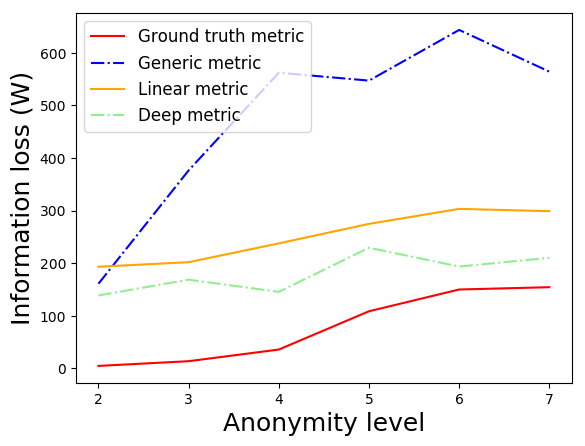 Ground truth metric
Generic metric
Linear metric
Deep metric
Information loss (W)
600
500
400
300
200
100
0
2 3 4 5 6 7
Anonymity level